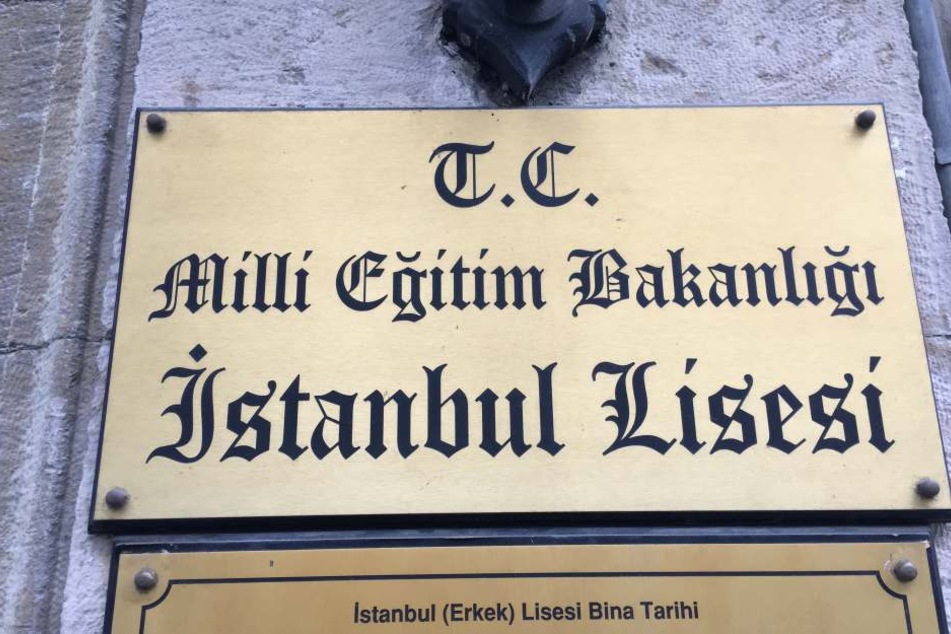 T.C.
Milli Eğitim Bakanlığı
İstanbul Lisesi
İstanbul (Erkek) Lisesi Bina Tarihi